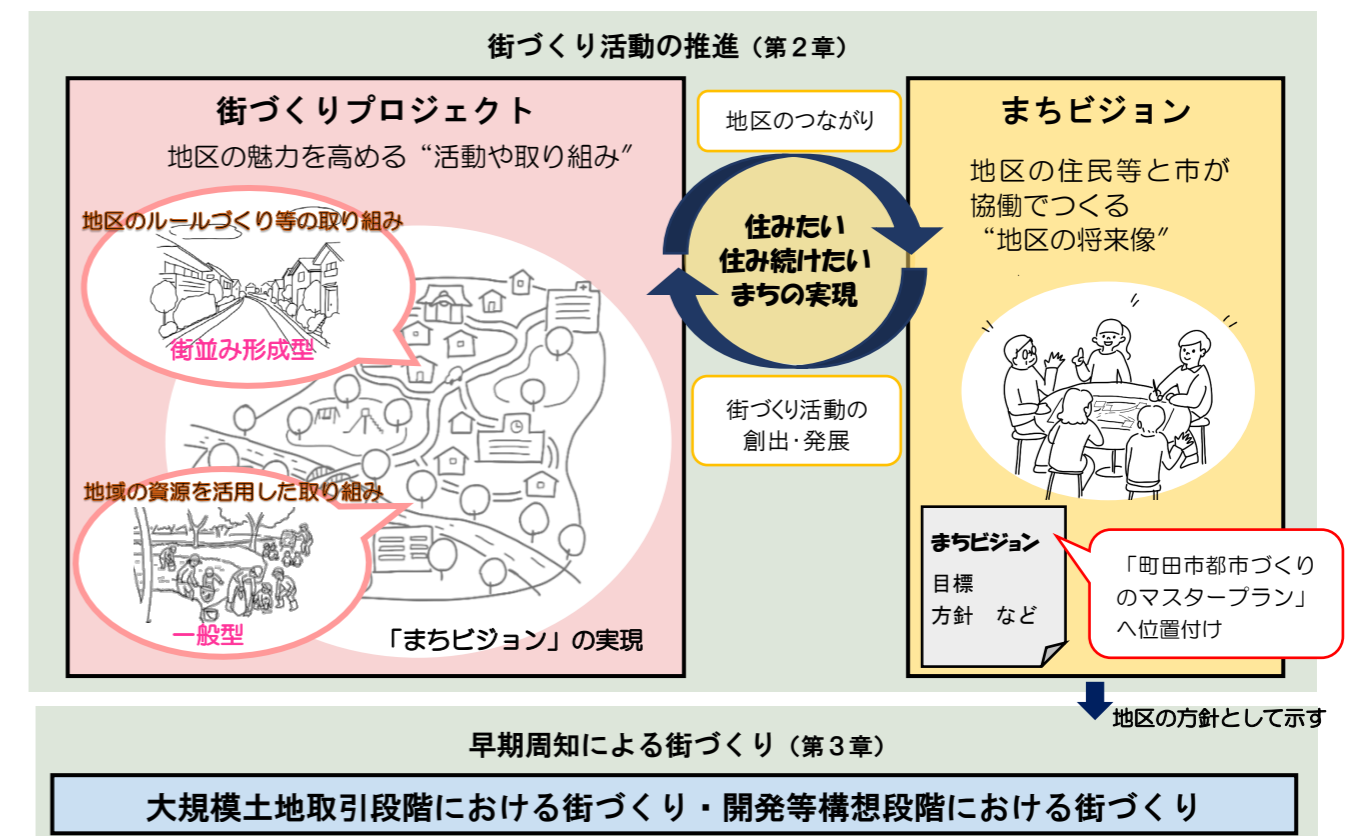 街づくり活動の推進（第２章）
街づくりプロジェクト
地区の魅力を高める“活動や取り組み”
地区のルールづくり等の取り組み
街並み形成型
地域の資源を活用した取り組み
一般型
「まちビジョン」の実現
地区のつながり
住みたい
住み続けたい
まちの実現
街づくり活動の
創出・発展
まちビジョン
地区の住民等と市が
協働でつくる
“地区の将来像”
まちビジョン
目標
方針　など
「町田市都市づくり
のマスタープラン」
へ位置付け
地区の方針として示す
早期周知による街づくり（第３章）
大規模土地取引段階における街づくり・開発等構想段階における街づくり